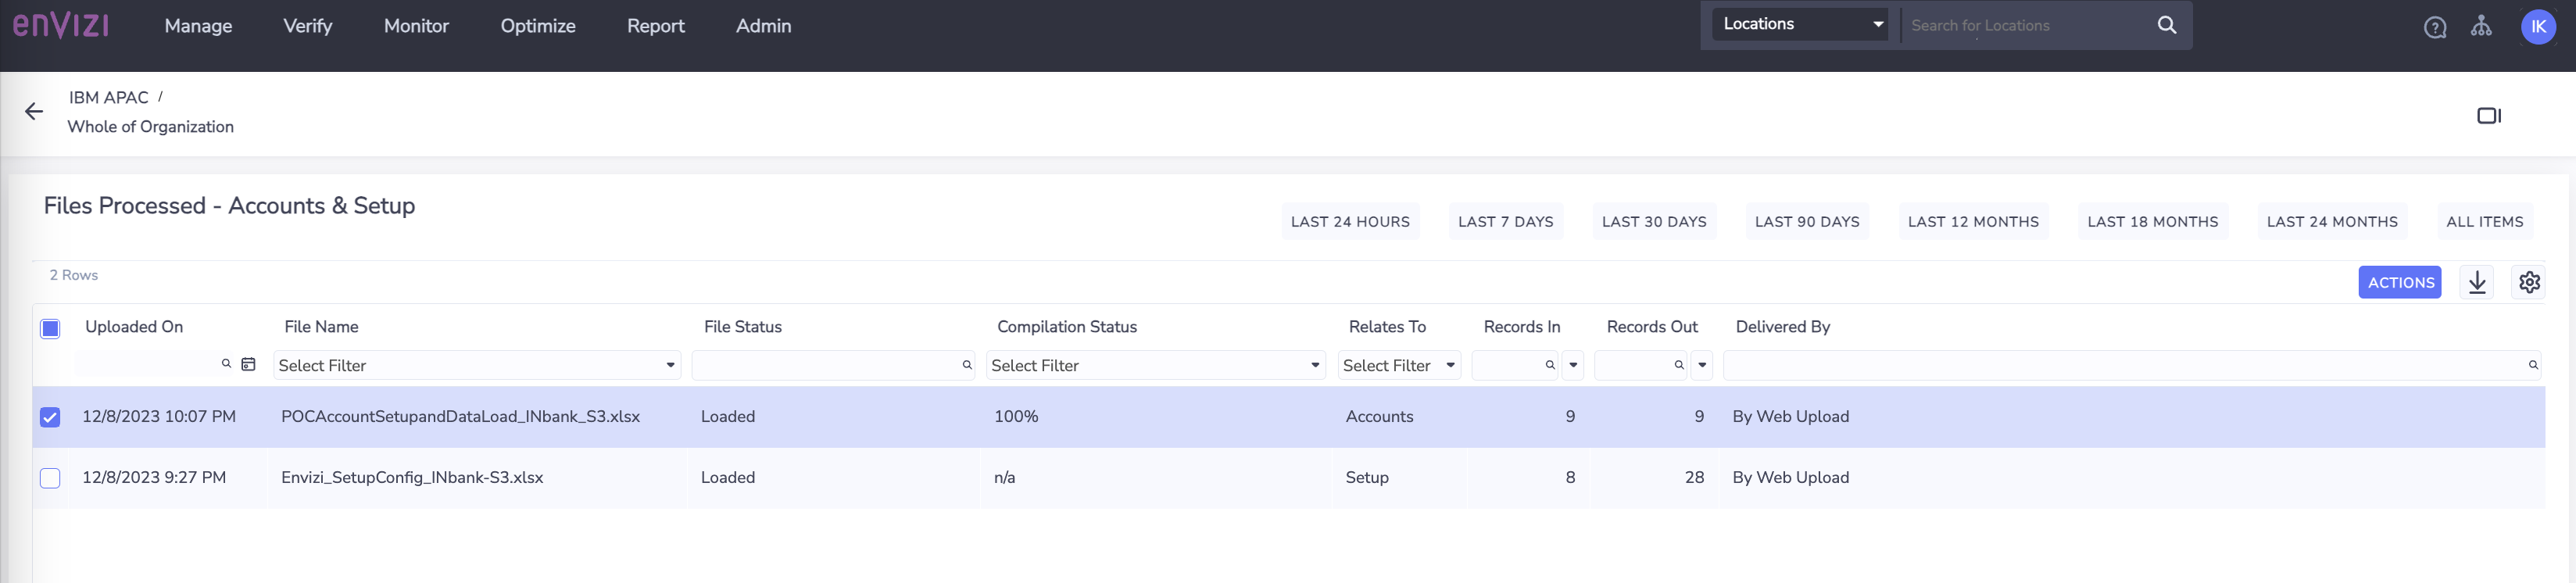 enVIZI Manage Verify Monitor Optimize Report Admin Locations Search for Locations IK
IBM APAC /
Whole of Organization
Files Processed - Accounts & Setup
LAST 24 HOURS LAST 7 DAYS LAST 30 DAYS LAST 90 DAYS LAST 12 MONTHS LAST 18 MONTHS LAST 24 MONTHS ALL ITEMS
2 Rows
ACTIONS
Uploaded On File Name File Status Compilation Status Relates To Records In Records Out Delivered By
Select Filter Select Filter Select Filter
12/8/2023 10:07 PM POCAccountSetupandDataLoad_INbank_S3.xlsx Loaded 100% Accounts 9 9 By Web Upload
12/8/2023 9:27 PM Envizi_SetupConfig_INbank-S3.xlsx Loaded n/a Setup 8 28 By Web Upload